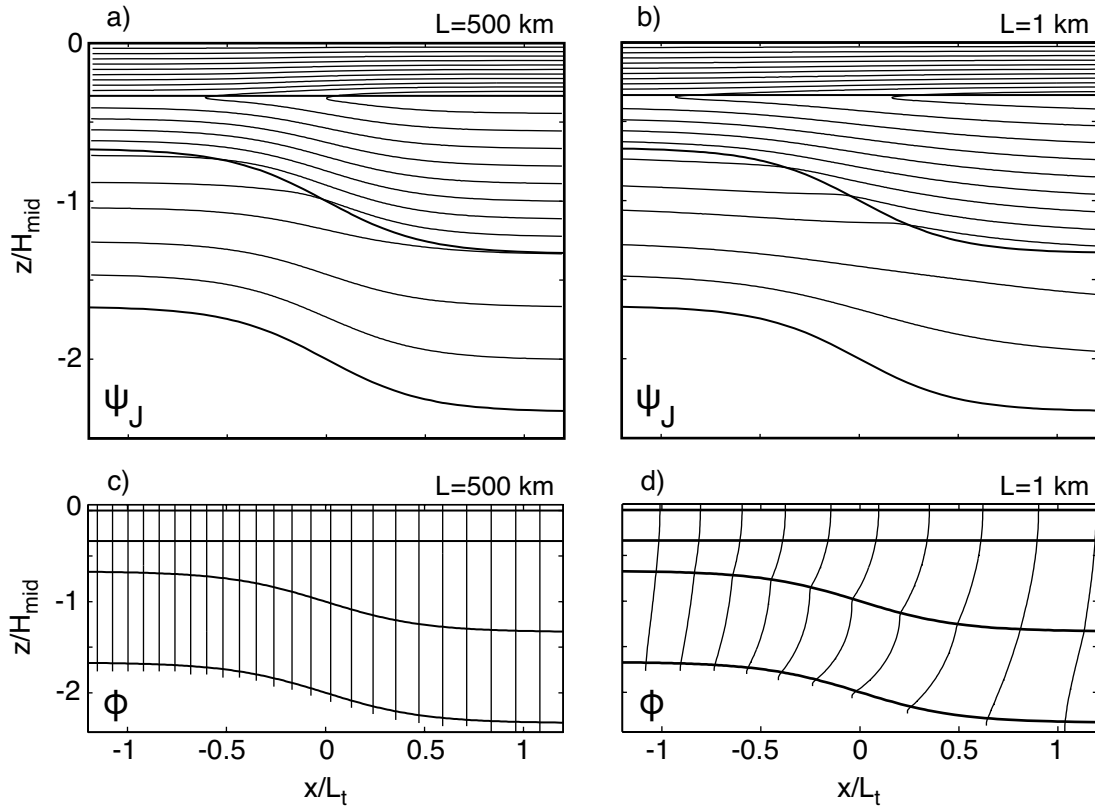 a) L=500 km
b) L=1 km
0
-1
-2
z/H_mid
ψ_J
ψ_J
c) L=500 km
d) L=1 km
0
-1
-2
z/H_mid
Φ
Φ
-1 -0.5 0 0.5 1
-1 -0.5 0 0.5 1
x/L_t
x/L_t